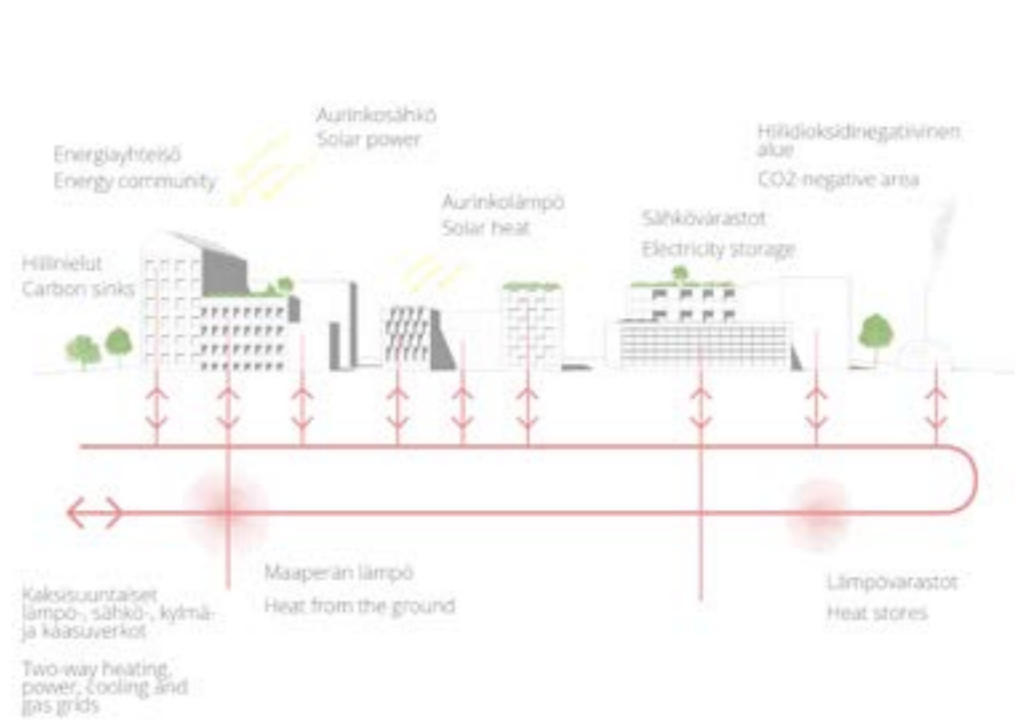 Aurinkosähkö
Solar power
Energiayhteisö
Energy community
Hiilidioksidinegatiivinen
alue
CO2-negative area
Aurinkolämpö
Solar heat
Sähkövarastot
Electricity storage
Hiilinielut
Carbon sinks
Maaperän lämpö
Heat from the ground
Lämpövarastot
Heat stores
Kaksisuuntaiset
lämpö-, sähkö-, kylmä-
ja kaasuverkot
Two-way heating,
power, cooling and
gas grids